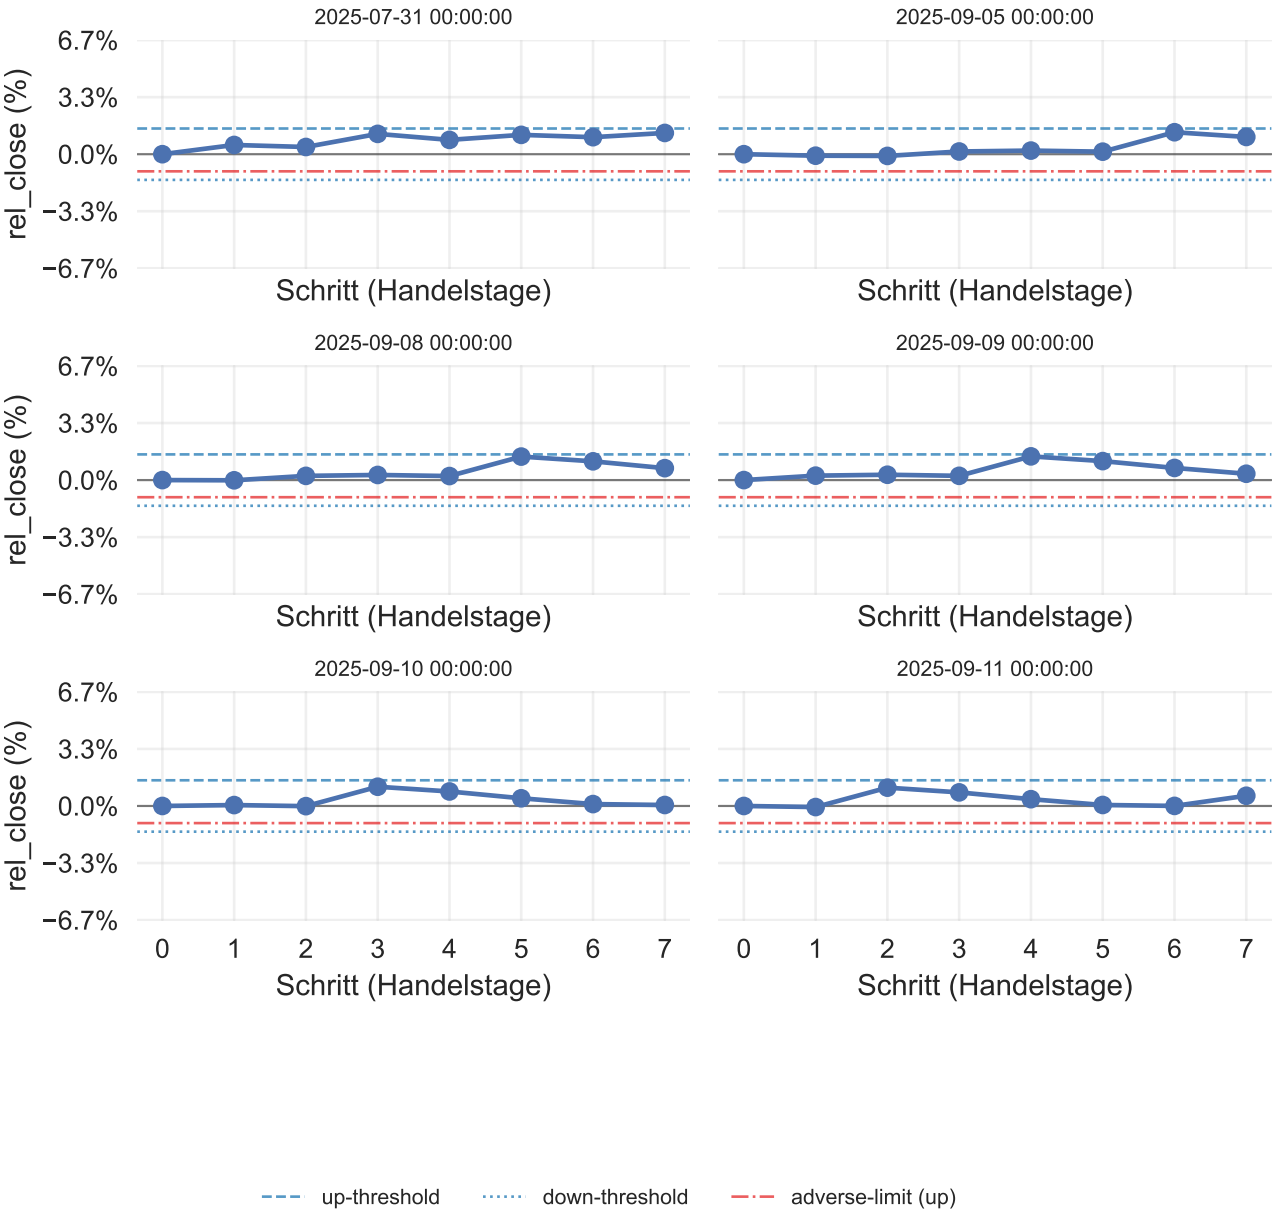 2025-07-31 00:00:00
2025-09-05 00:00:00
rel_close (%)
6.7%
3.3%
0.0%
−3.3%
−6.7%
Schritt (Handelstage)
Schritt (Handelstage)
2025-09-08 00:00:00
2025-09-09 00:00:00
rel_close (%)
6.7%
3.3%
0.0%
−3.3%
−6.7%
Schritt (Handelstage)
Schritt (Handelstage)
2025-09-10 00:00:00
2025-09-11 00:00:00
rel_close (%)
6.7%
3.3%
0.0%
−3.3%
−6.7%
0 1 2 3 4 5 6 7
0 1 2 3 4 5 6 7
Schritt (Handelstage)
Schritt (Handelstage)
up-threshold
down-threshold
adverse-limit (up)